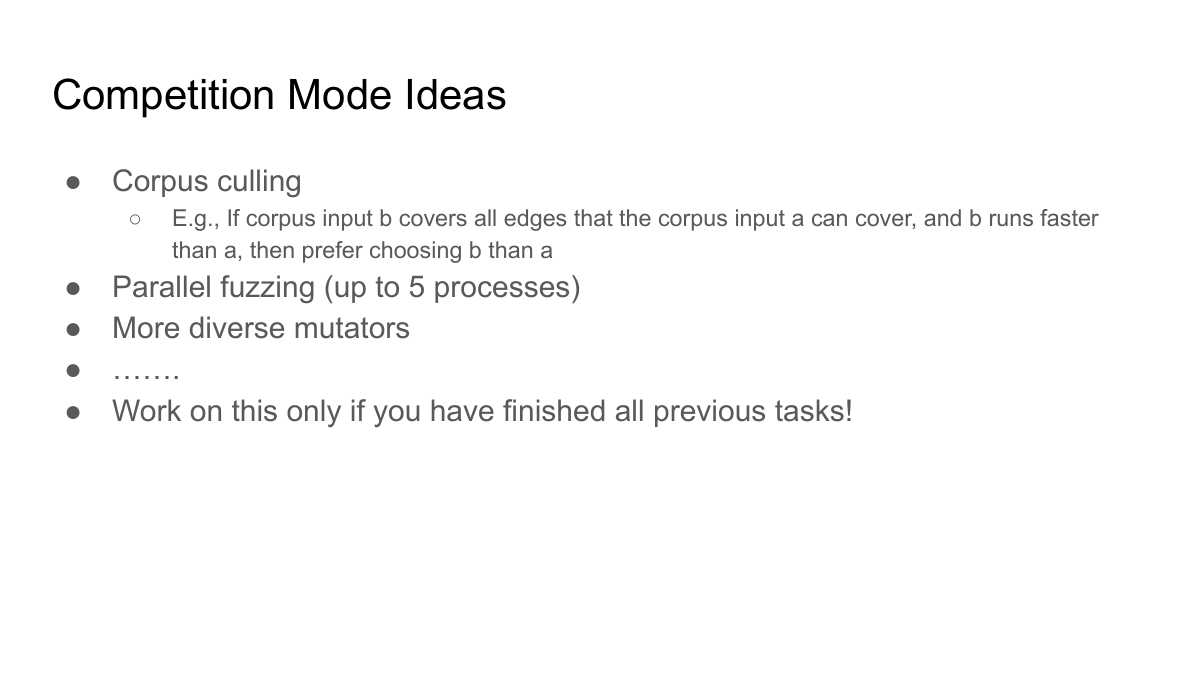 Competition Mode Ideas
● Corpus culling
○ E.g., If corpus input b covers all edges that the corpus input a can cover, and b runs faster
than a, then prefer choosing b than a
● Parallel fuzzing (up to 5 processes)
● More diverse mutators
● …….
● Work on this only if you have finished all previous tasks!